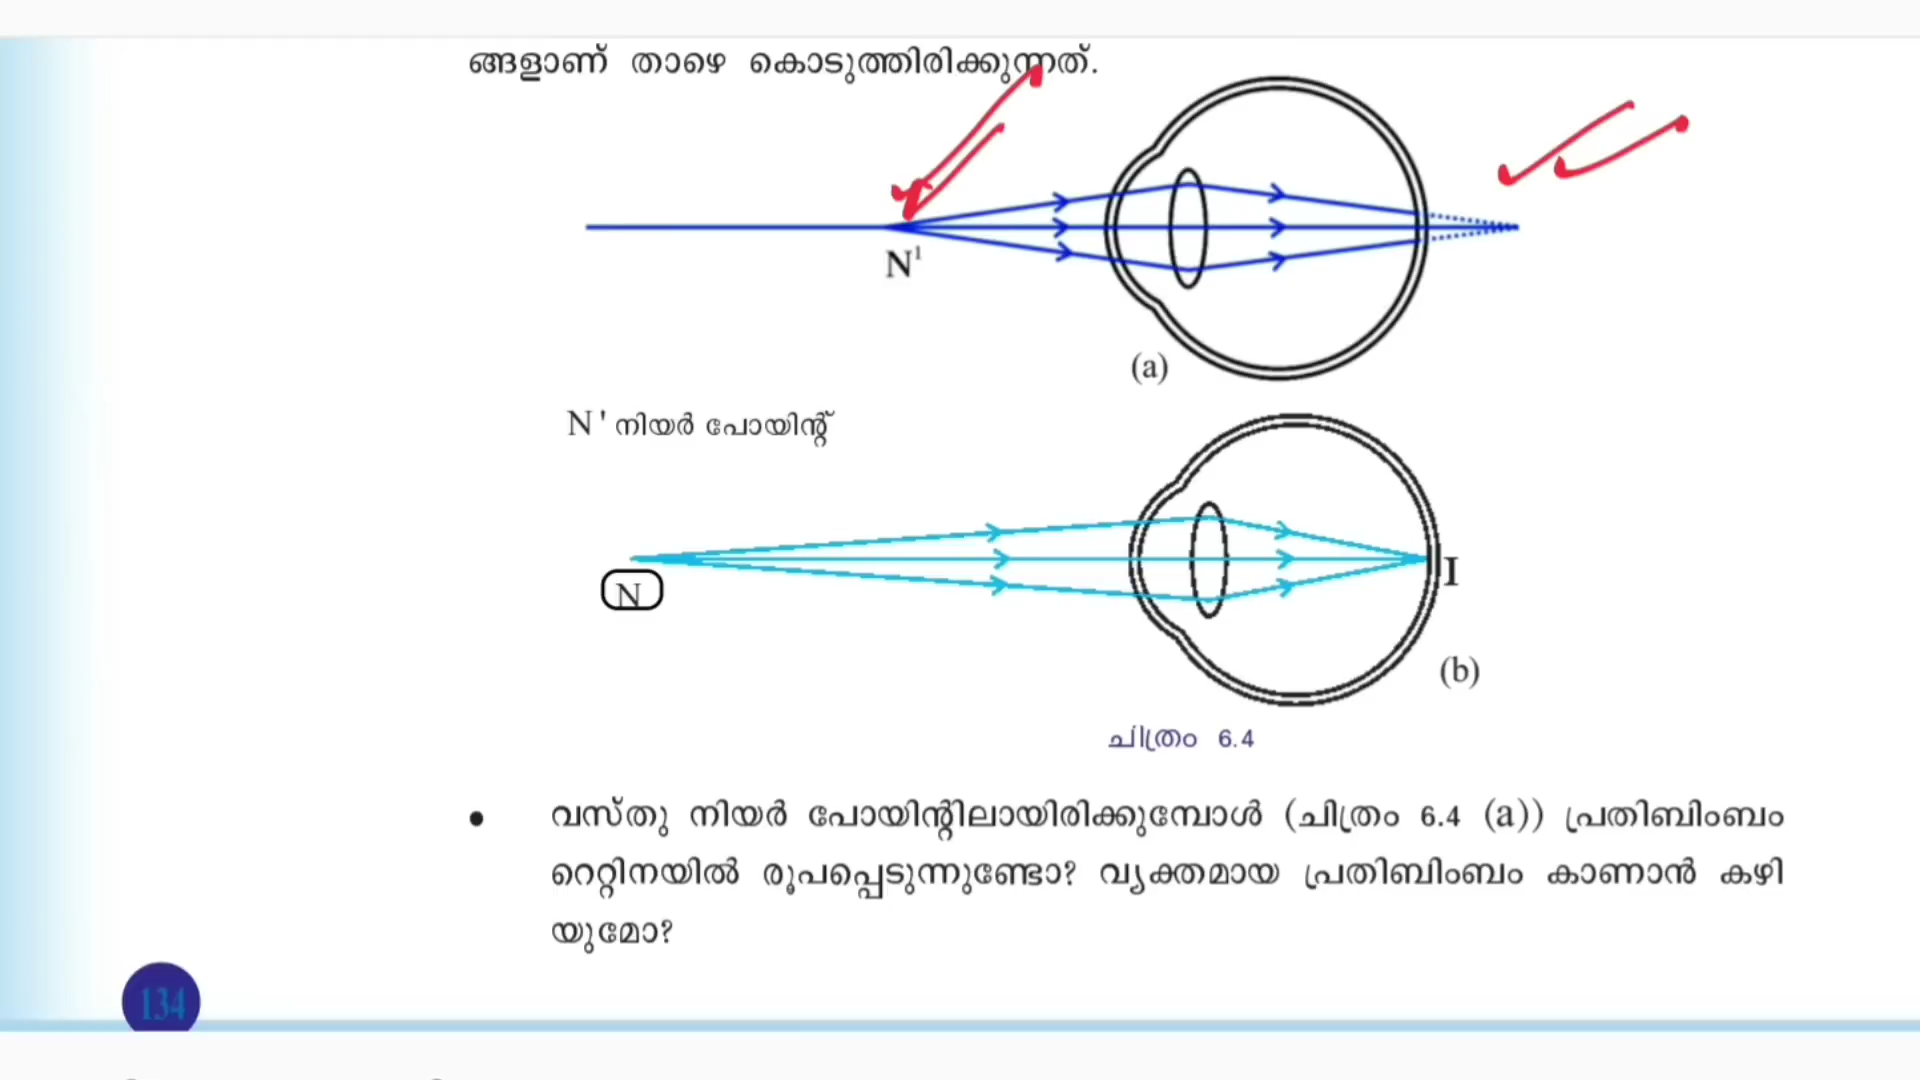 ങ്ങളാണ് താഴെ കൊടുത്തിരിക്കുന്നത്.
N¹
(a)
N ' നിയർ പോയിന്റ്
N
I
(b)
ചിത്രം 6.4
• വസ്തു നിയർ പോയിന്റിലായിരിക്കുമ്പോൾ (ചിത്രം 6.4 (a)) പ്രതിബിംബം
റെറ്റിനയിൽ രൂപപ്പെടുന്നുണ്ടോ? വ്യക്തമായ പ്രതിബിംബം കാണാൻ കഴി
യുമോ?
134